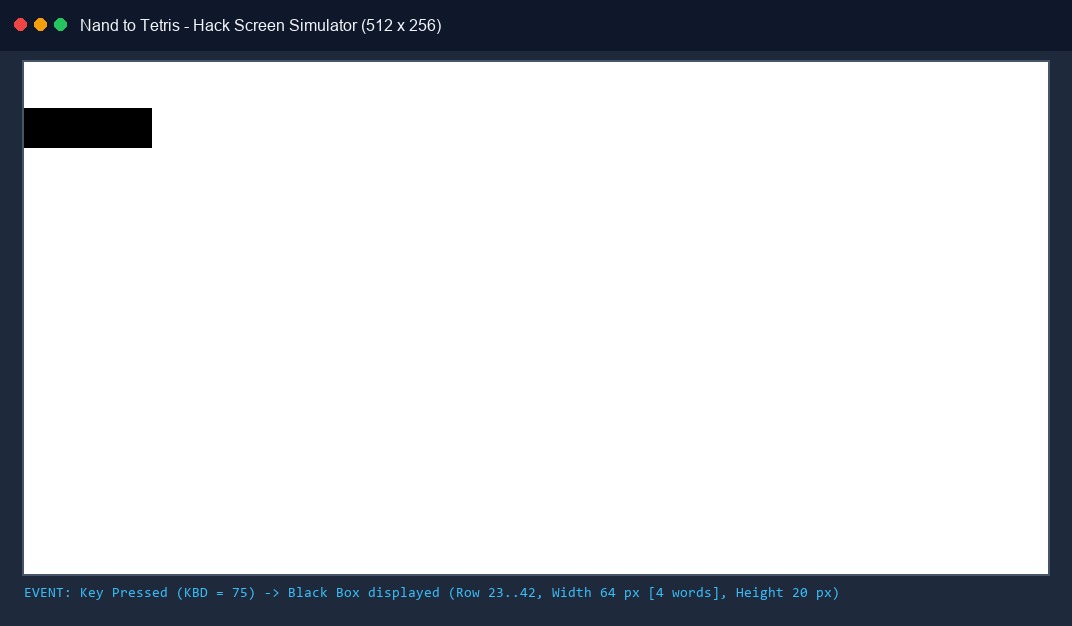 Nand to Tetris - Hack Screen Simulator (512 x 256)
EVENT: Key Pressed (KBD = 75) -> Black Box displayed (Row 23..42, Width 64 px [4 words], Height 20 px)